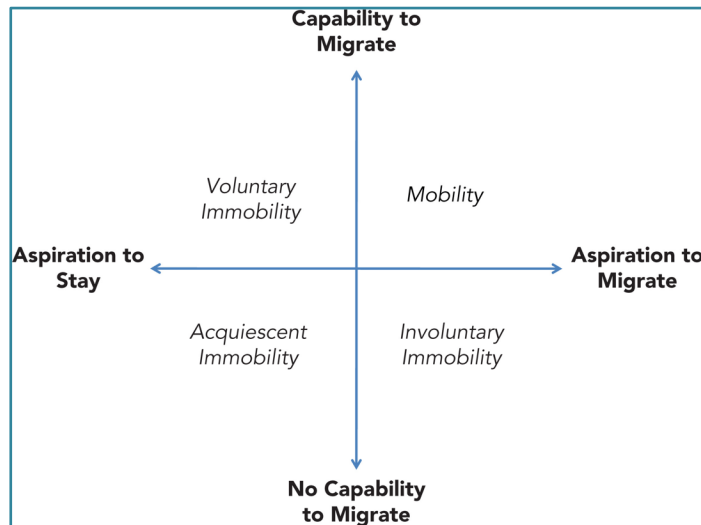 Capability to
Migrate
Voluntary
Immobility
Mobility
Aspiration to
Stay
Aspiration to
Migrate
Acquiescent
Immobility
Involuntary
Immobility
No Capability
to Migrate